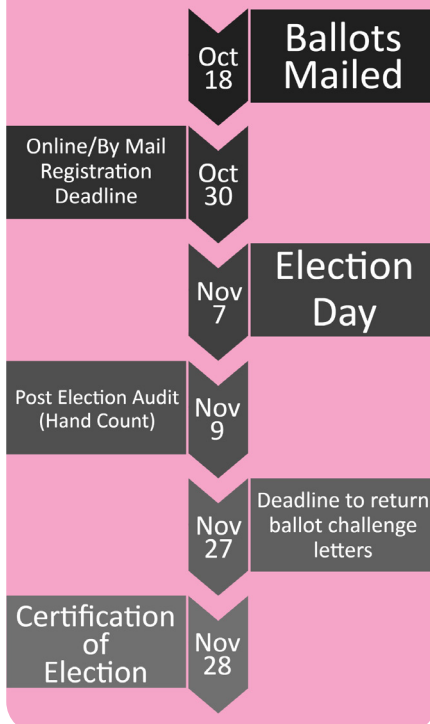 Oct
18
Ballots
Mailed
Online/By Mail
Registration
Deadline
Oct
30
Nov
7
Election
Day
Post Election Audit
(Hand Count)
Nov
9
Nov
27
Deadline to return
ballot challenge
letters
Certification
of
Election
Nov
28